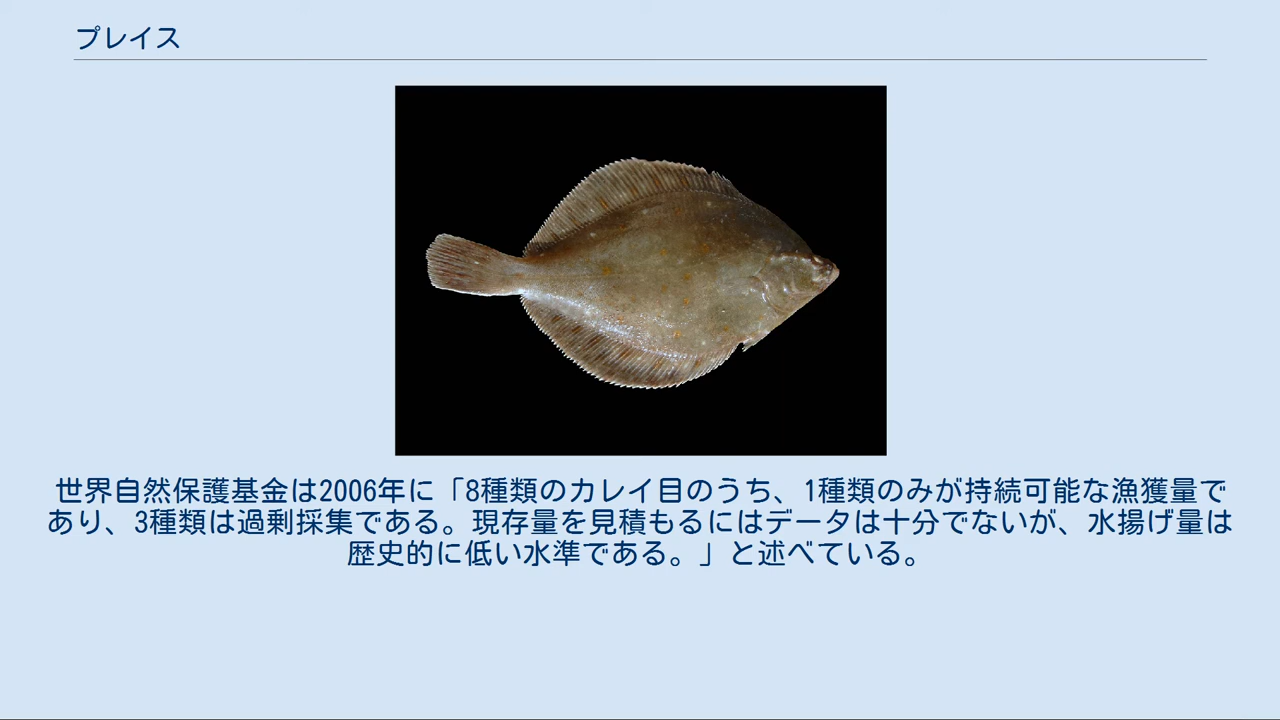 プレイス
世界自然保護基金は2006年に「8種類のカレイ目のうち、1種類のみが持続可能な漁獲量で
あり、3種類は過剰採集である。現存量を見積もるにはデータは十分でないが、水揚げ量は
歴史的に低い水準である。」と述べている。